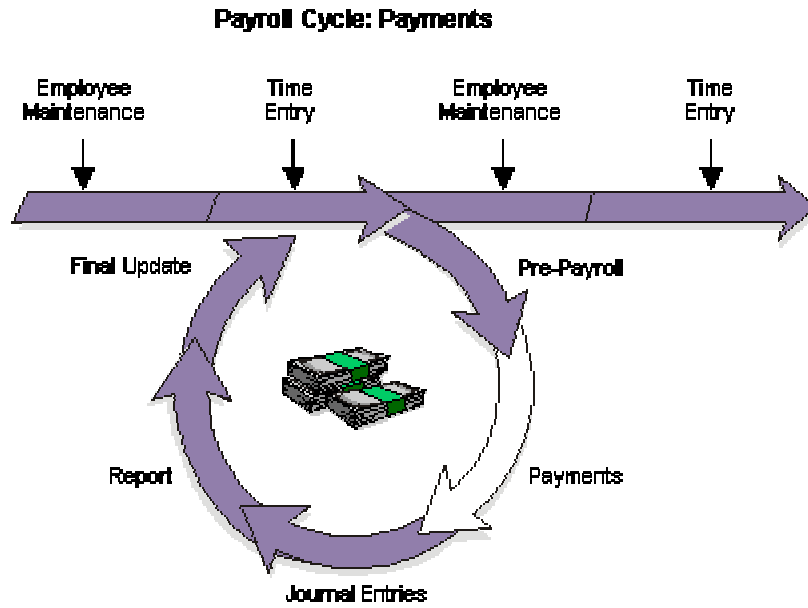 Payroll Cycle: Payments
Employee
Maintenance
Time
Entry
Employee
Maintenance
Time
Entry
Final Update
Pre-Payroll
Report
Payments
Journal Entries